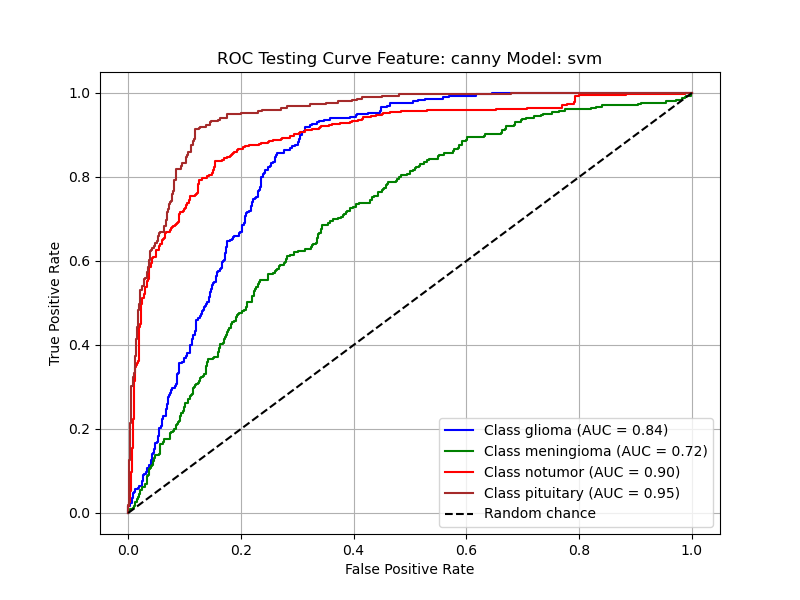 ROC Testing Curve Feature: canny Model: svm
True Positive Rate
1.0
0.8
0.6
0.4
0.2
0.0
0.0 0.2 0.4 0.6 0.8 1.0
False Positive Rate
Class glioma (AUC = 0.84)
Class meningioma (AUC = 0.72)
Class notumor (AUC = 0.90)
Class pituitary (AUC = 0.95)
Random chance